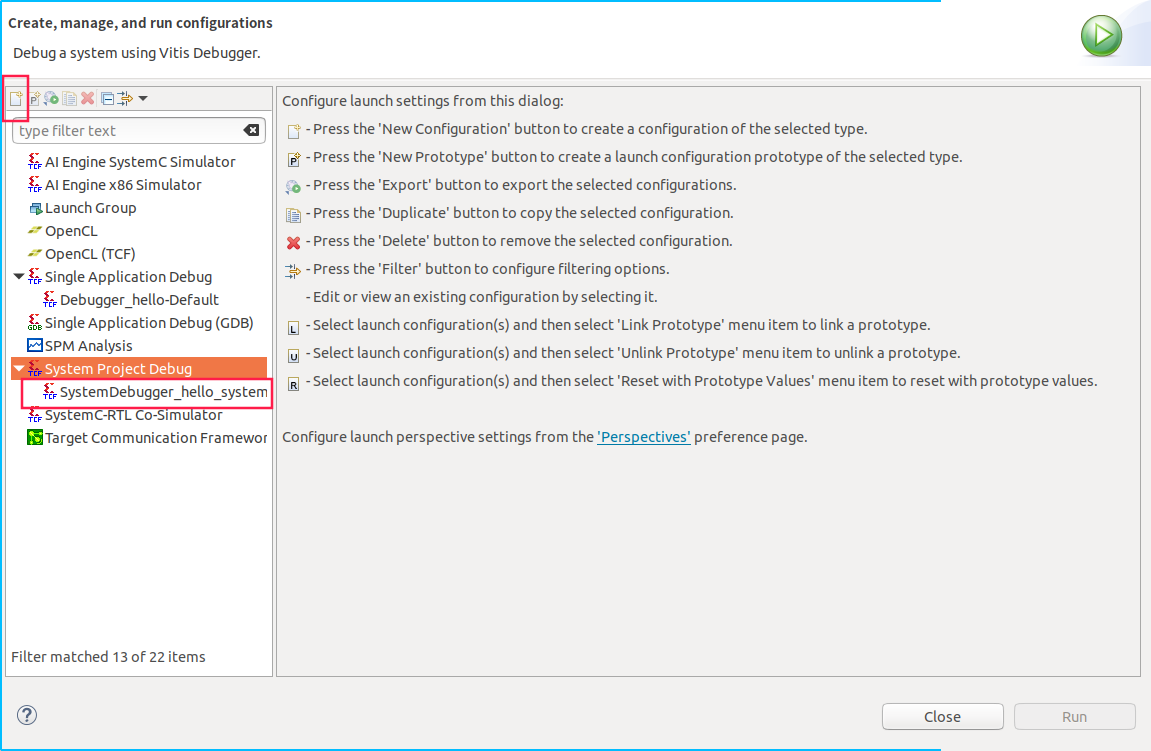 Create, manage, and run configurations
Debug a system using Vitis Debugger.
type filter text
AI Engine SystemC Simulator
AI Engine x86 Simulator
Launch Group
OpenCL
OpenCL (TCF)
Single Application Debug
Debugger_hello-Default
Single Application Debug (GDB)
SPM Analysis
System Project Debug
SystemDebugger_hello_system
SystemC-RTL Co-Simulator
Target Communication Framewor
Filter matched 13 of 22 items
Configure launch settings from this dialog:
- Press the 'New Configuration' button to create a configuration of the selected type.
- Press the 'New Prototype' button to create a launch configuration prototype of the selected type.
- Press the 'Export' button to export the selected configurations.
- Press the 'Duplicate' button to copy the selected configuration.
- Press the 'Delete' button to remove the selected configuration.
- Press the 'Filter' button to configure filtering options.
- Edit or view an existing configuration by selecting it.
L - Select launch configuration(s) and then select 'Link Prototype' menu item to link a prototype.
U - Select launch configuration(s) and then select 'Unlink Prototype' menu item to unlink a prototype.
R - Select launch configuration(s) and then select 'Reset with Prototype Values' menu item to reset with prototype values.
Configure launch perspective settings from the 'Perspectives' preference page.
Close
Run